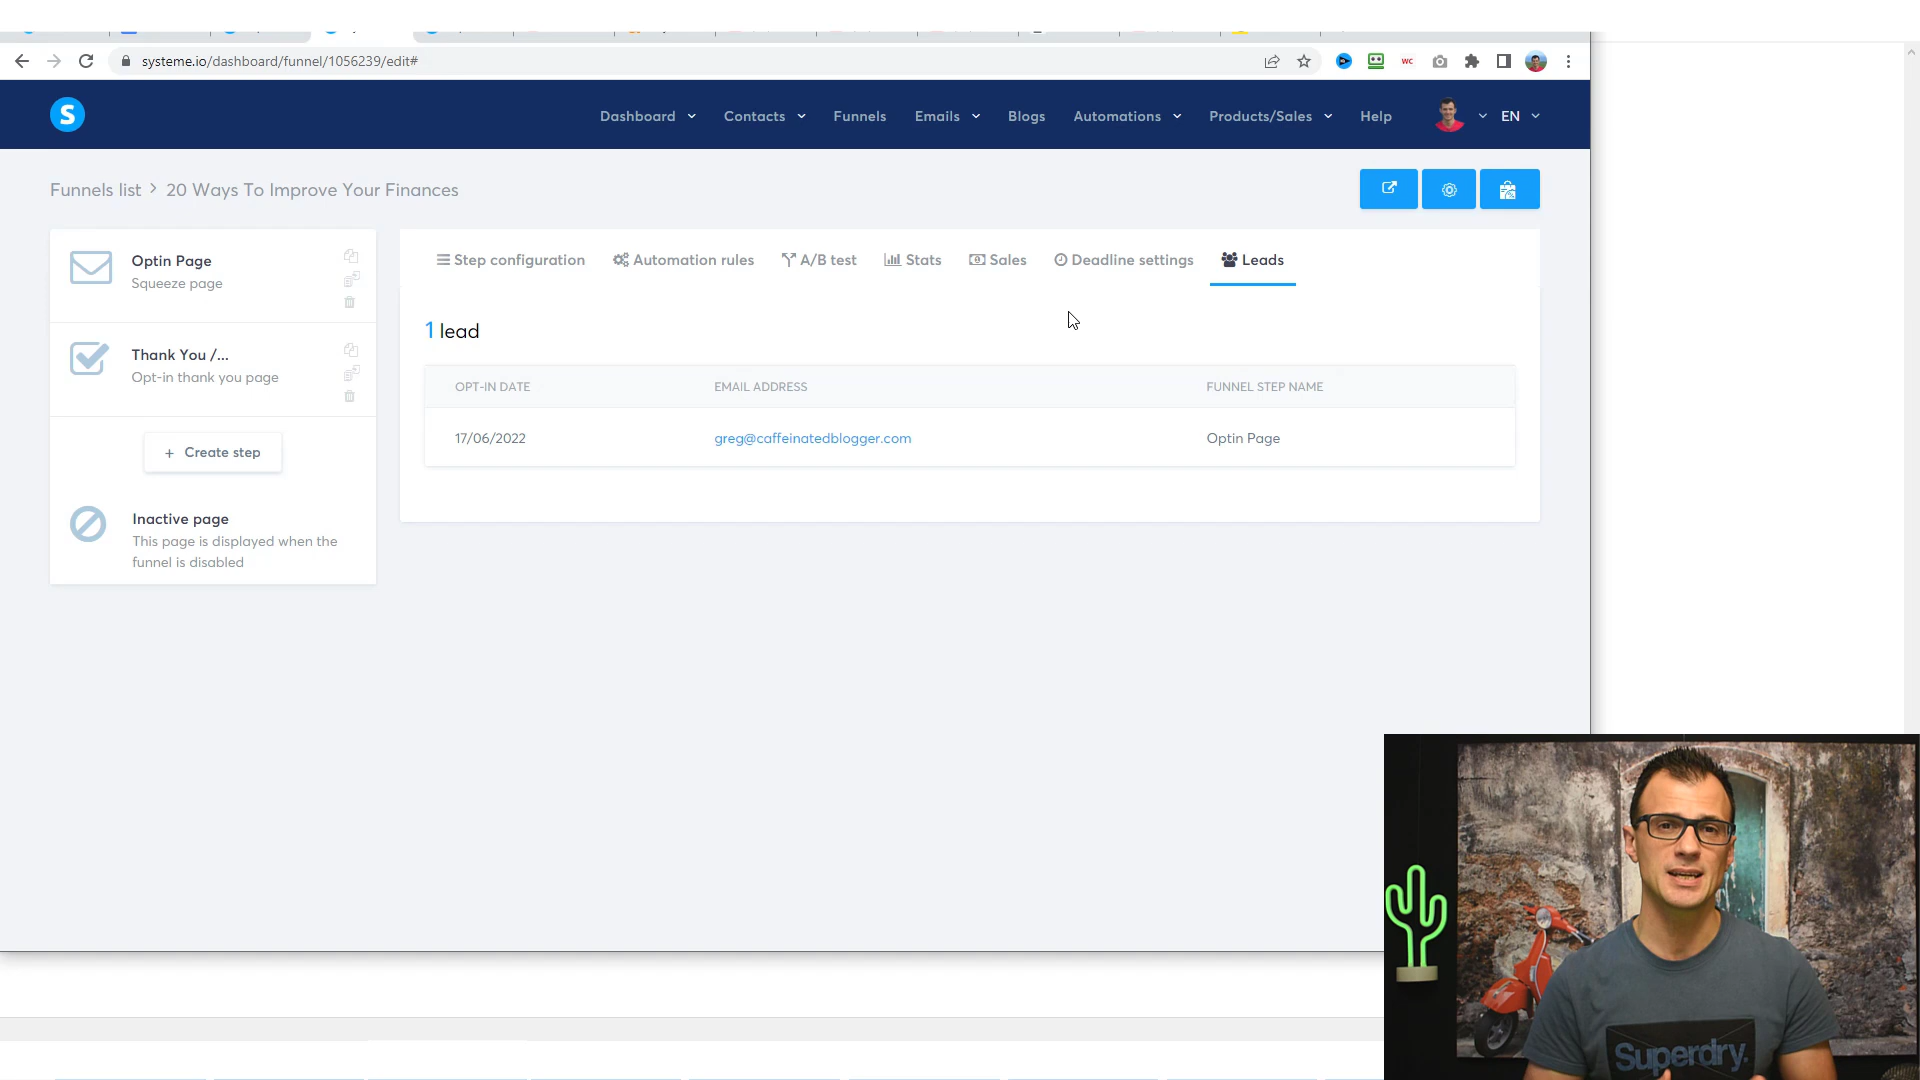 systeme.io/dashboard/funnel/1056239/edit#
WC
S
Dashboard
Contacts
Funnels
Emails
Blogs
Automations
Products/Sales
Help
EN
Funnels list > 20 Ways To Improve Your Finances
Optin Page
Squeeze page
Thank You /...
Opt-in thank you page
+ Create step
Inactive page
This page is displayed when the
funnel is disabled
Step configuration
Automation rules
A/B test
Stats
Sales
Deadline settings
Leads
1 lead
OPT-IN DATE EMAIL ADDRESS FUNNEL STEP NAME
17/06/2022 greg@caffeinatedblogger.com Optin Page
Superdry.